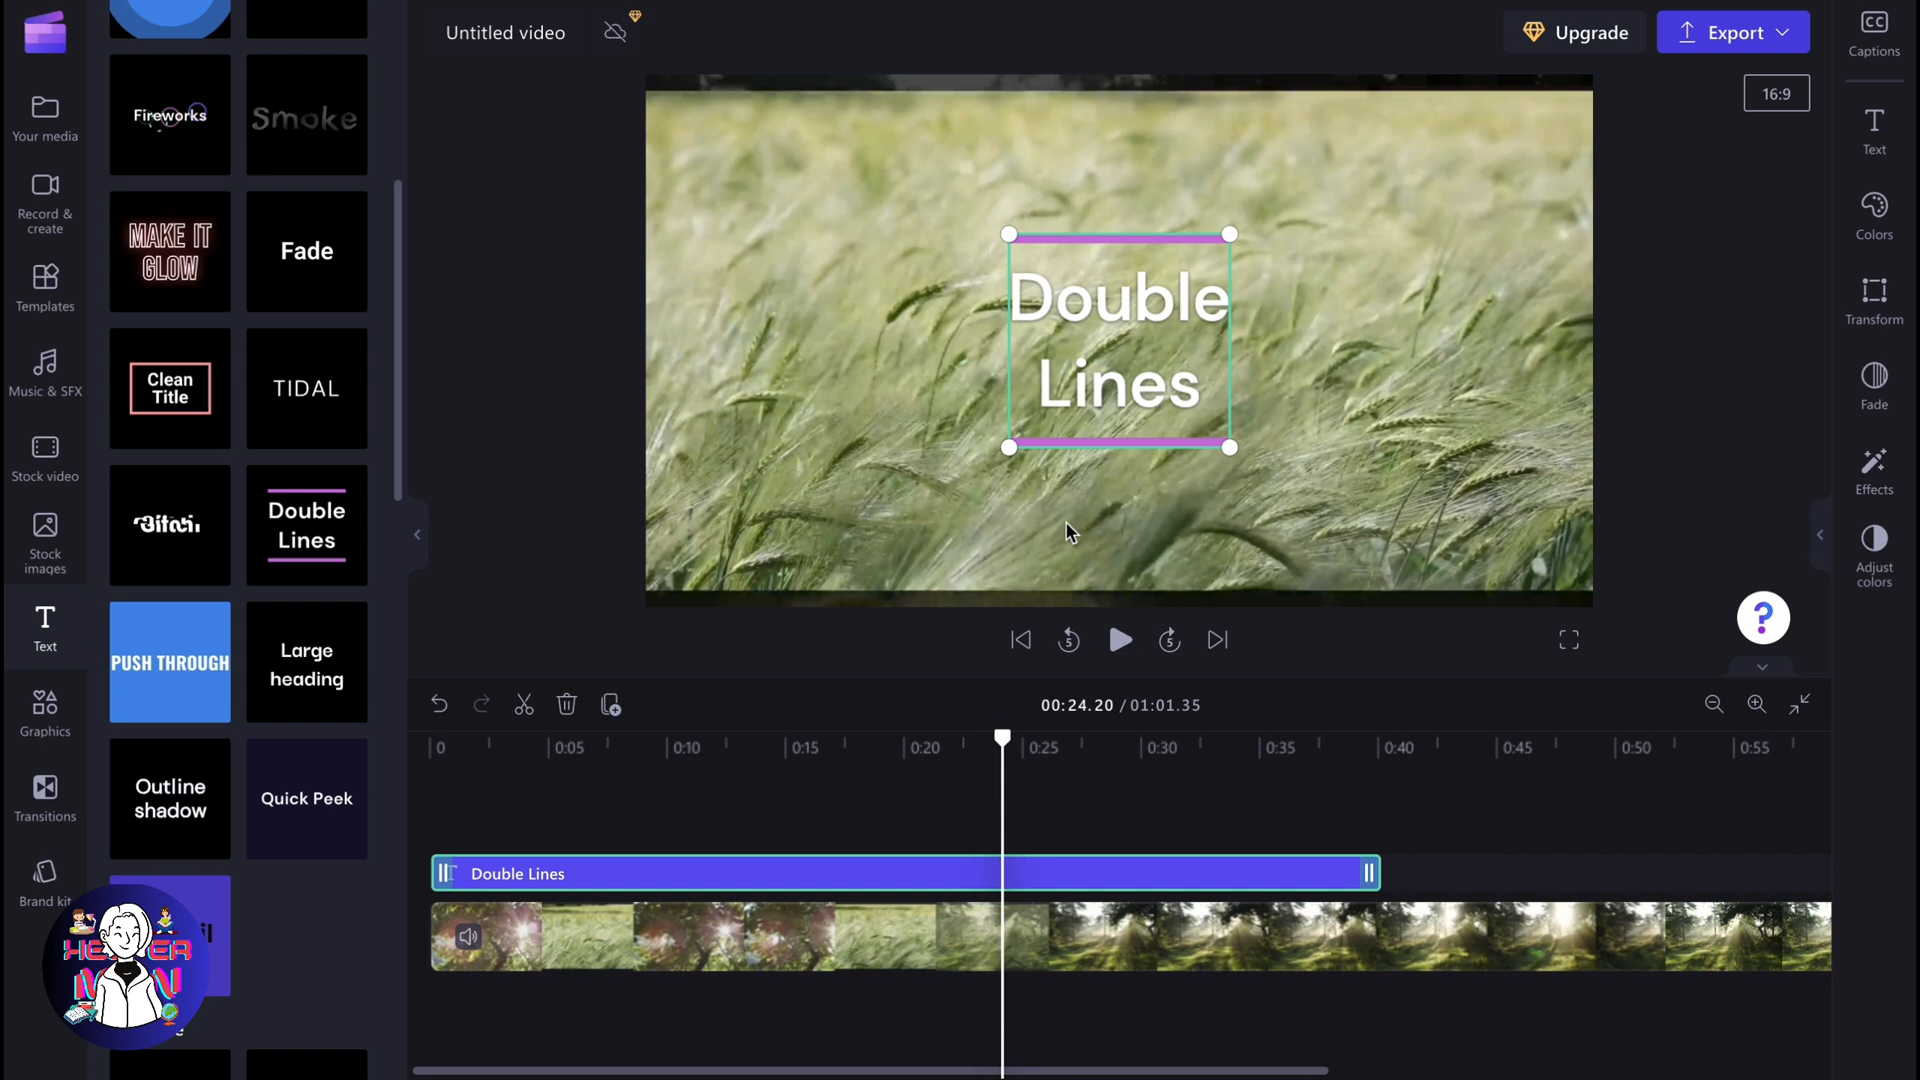 Untitled video
Upgrade
Export
CC
Captions
16:9
Your media
Record &
create
Templates
Music & SFX
Stock video
Stock
images
Text
Graphics
Transitions
Brand kit
Fireworks
Smoke
MAKE IT
GLOW
Fade
Clean
Title
TIDAL
Glitch
Double
Lines
PUSH THROUGH
Large
heading
Outline
shadow
Quick Peek
Double
Lines
Text
Colors
Transform
Fade
Effects
Adjust
colors
?
5
5
00:24.20 / 01:01.35
0
0:05
0:10
0:15
0:20
0:25
0:30
0:35
0:40
0:45
0:50
0:55
Double Lines